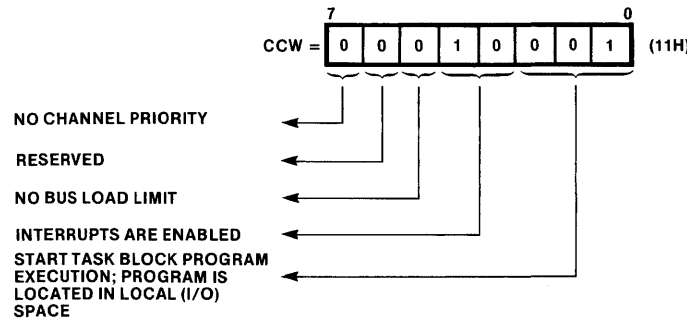 7 0
CCW = 0 0 0 1 0 0 0 1 (11H)
NO CHANNEL PRIORITY
RESERVED
NO BUS LOAD LIMIT
INTERRUPTS ARE ENABLED
START TASK BLOCK PROGRAM
EXECUTION; PROGRAM IS
LOCATED IN LOCAL (I/O)
SPACE